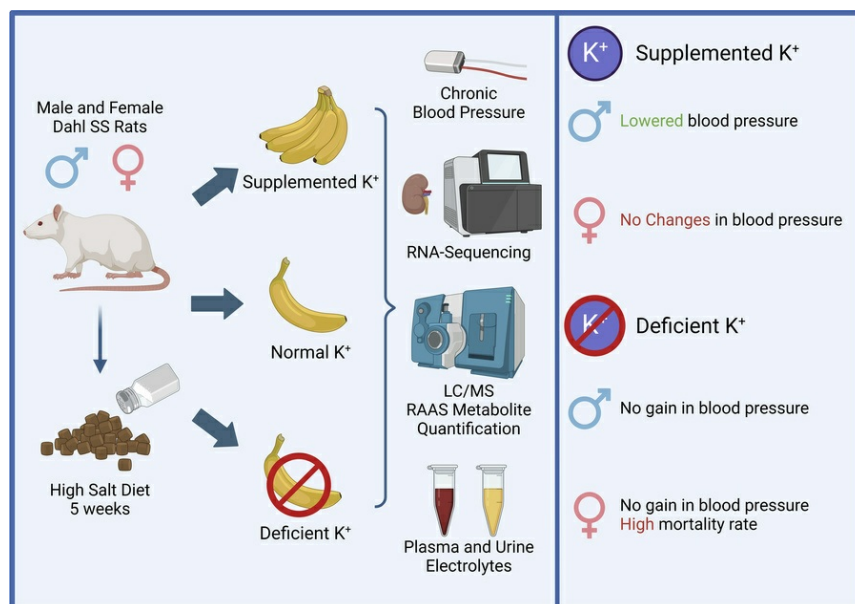 Male and Female
Dahl SS Rats
High Salt Diet
5 weeks
Supplemented K⁺
Normal K⁺
Deficient K⁺
Chronic
Blood Pressure
RNA-Sequencing
LC/MS
RAAS Metabolite
Quantification
Plasma and Urine
Electrolytes
K⁺ Supplemented K⁺
Lowered blood pressure
No Changes in blood pressure
K⁺ Deficient K⁺
No gain in blood pressure
No gain in blood pressure
High mortality rate